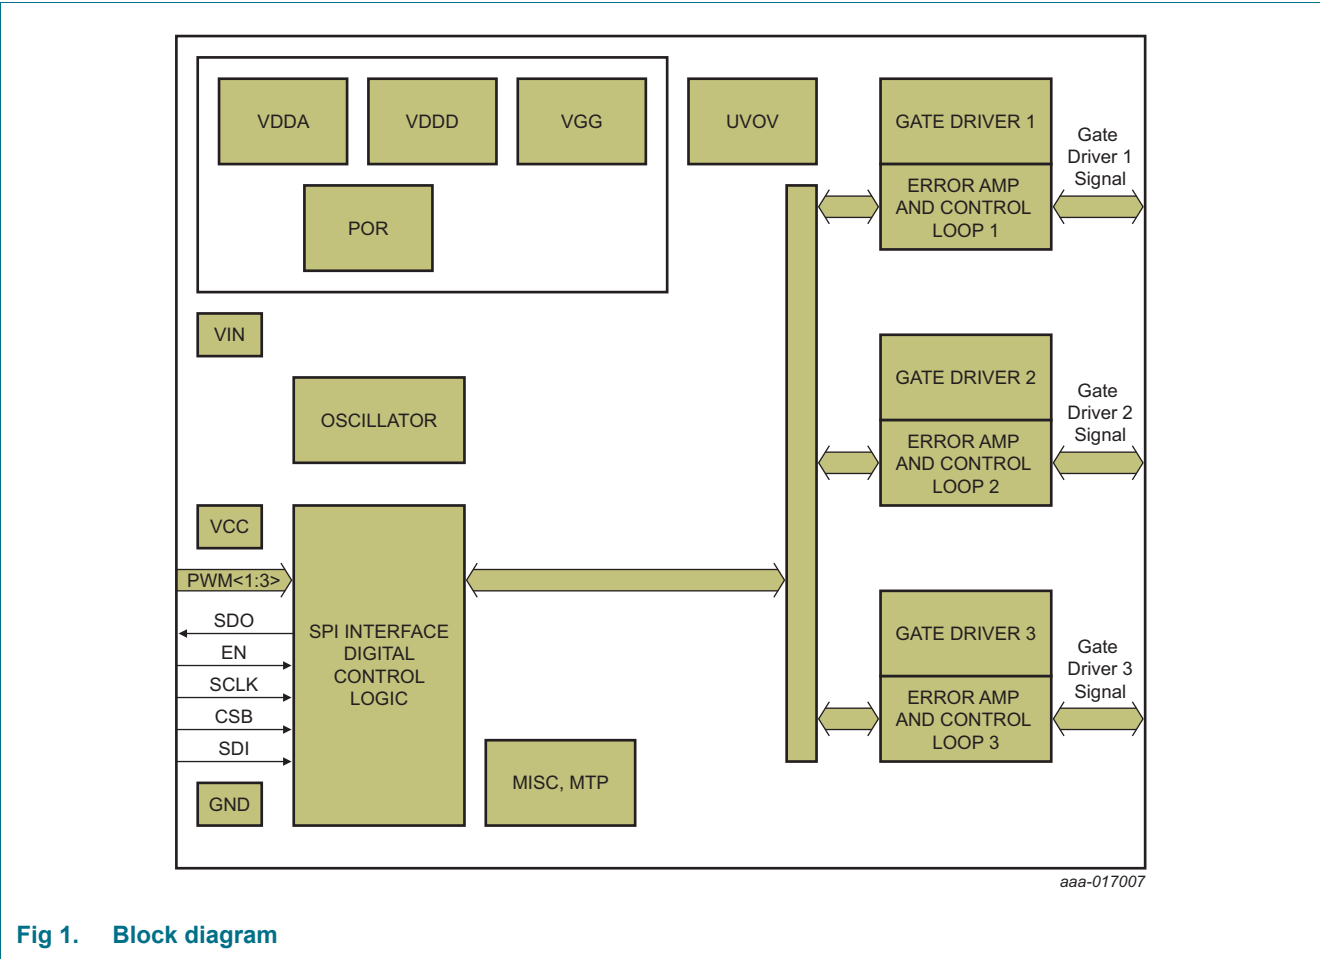 VDDA
VDDD
VGG
UVOV
POR
GATE DRIVER 1
ERROR AMP
AND CONTROL
LOOP 1
Gate
Driver 1
Signal
VIN
OSCILLATOR
GATE DRIVER 2
ERROR AMP
AND CONTROL
LOOP 2
Gate
Driver 2
Signal
VCC
PWM<1:3>
SDO
EN
SCLK
CSB
SDI
GND
SPI INTERFACE
DIGITAL
CONTROL
LOGIC
MISC, MTP
GATE DRIVER 3
ERROR AMP
AND CONTROL
LOOP 3
Gate
Driver 3
Signal
aaa-017007
Fig 1. Block diagram